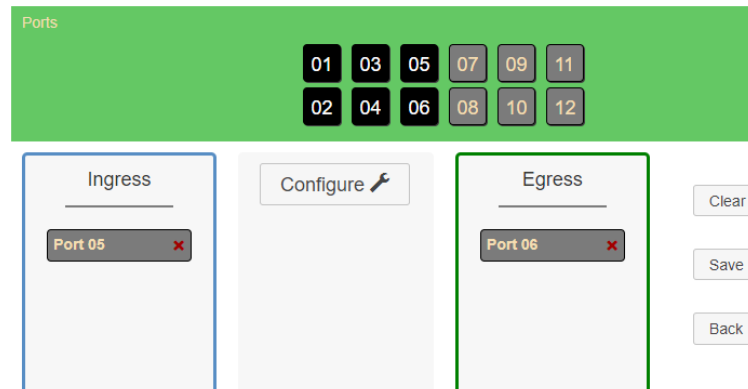 Ports
01 03 05 07 09 11
02 04 06 08 10 12
Ingress
Port 05
Configure
Egress
Port 06
Clear
Save
Back